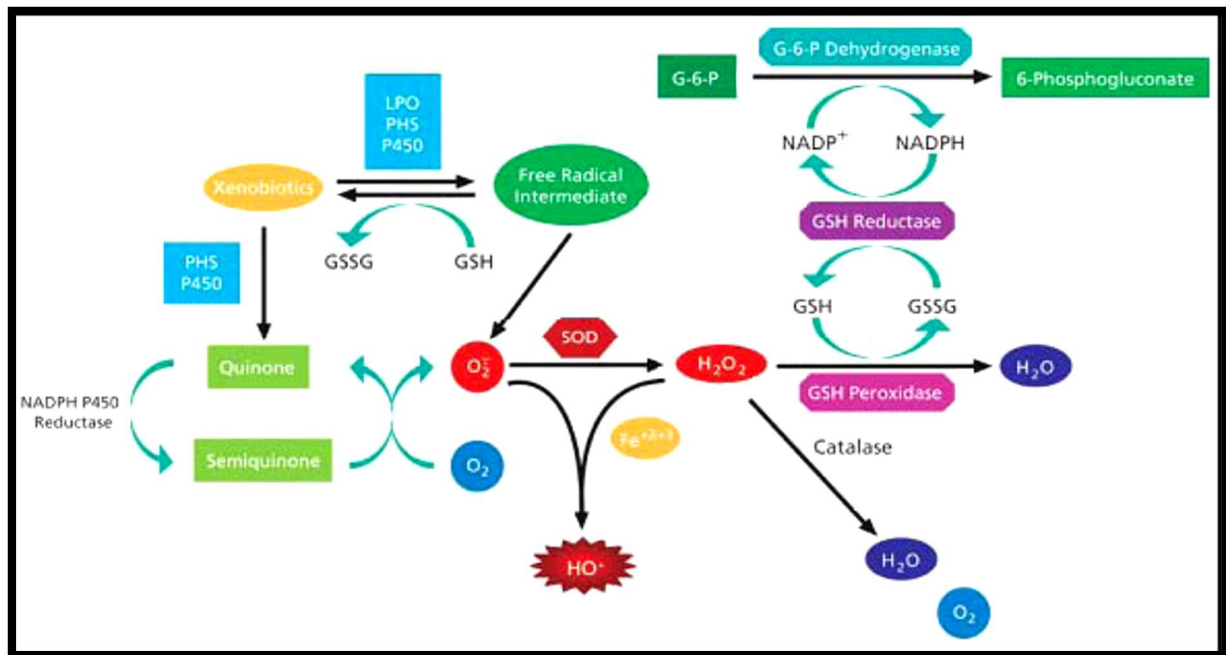 G-6-P Dehydrogenase
G-6-P
6-Phosphogluconate
NADP⁺
NADPH
GSH Reductase
LPO
PHS
P450
Xenobiotics
Free Radical
Intermediate
GSSG
GSH
PHS
P450
GSH
GSSG
SOD
Quinone
O₂
H₂O₂
H₂O
GSH Peroxidase
NADPH P450
Reductase
Semiquinone
O₂
Catalase
HO
H₂O
O₂